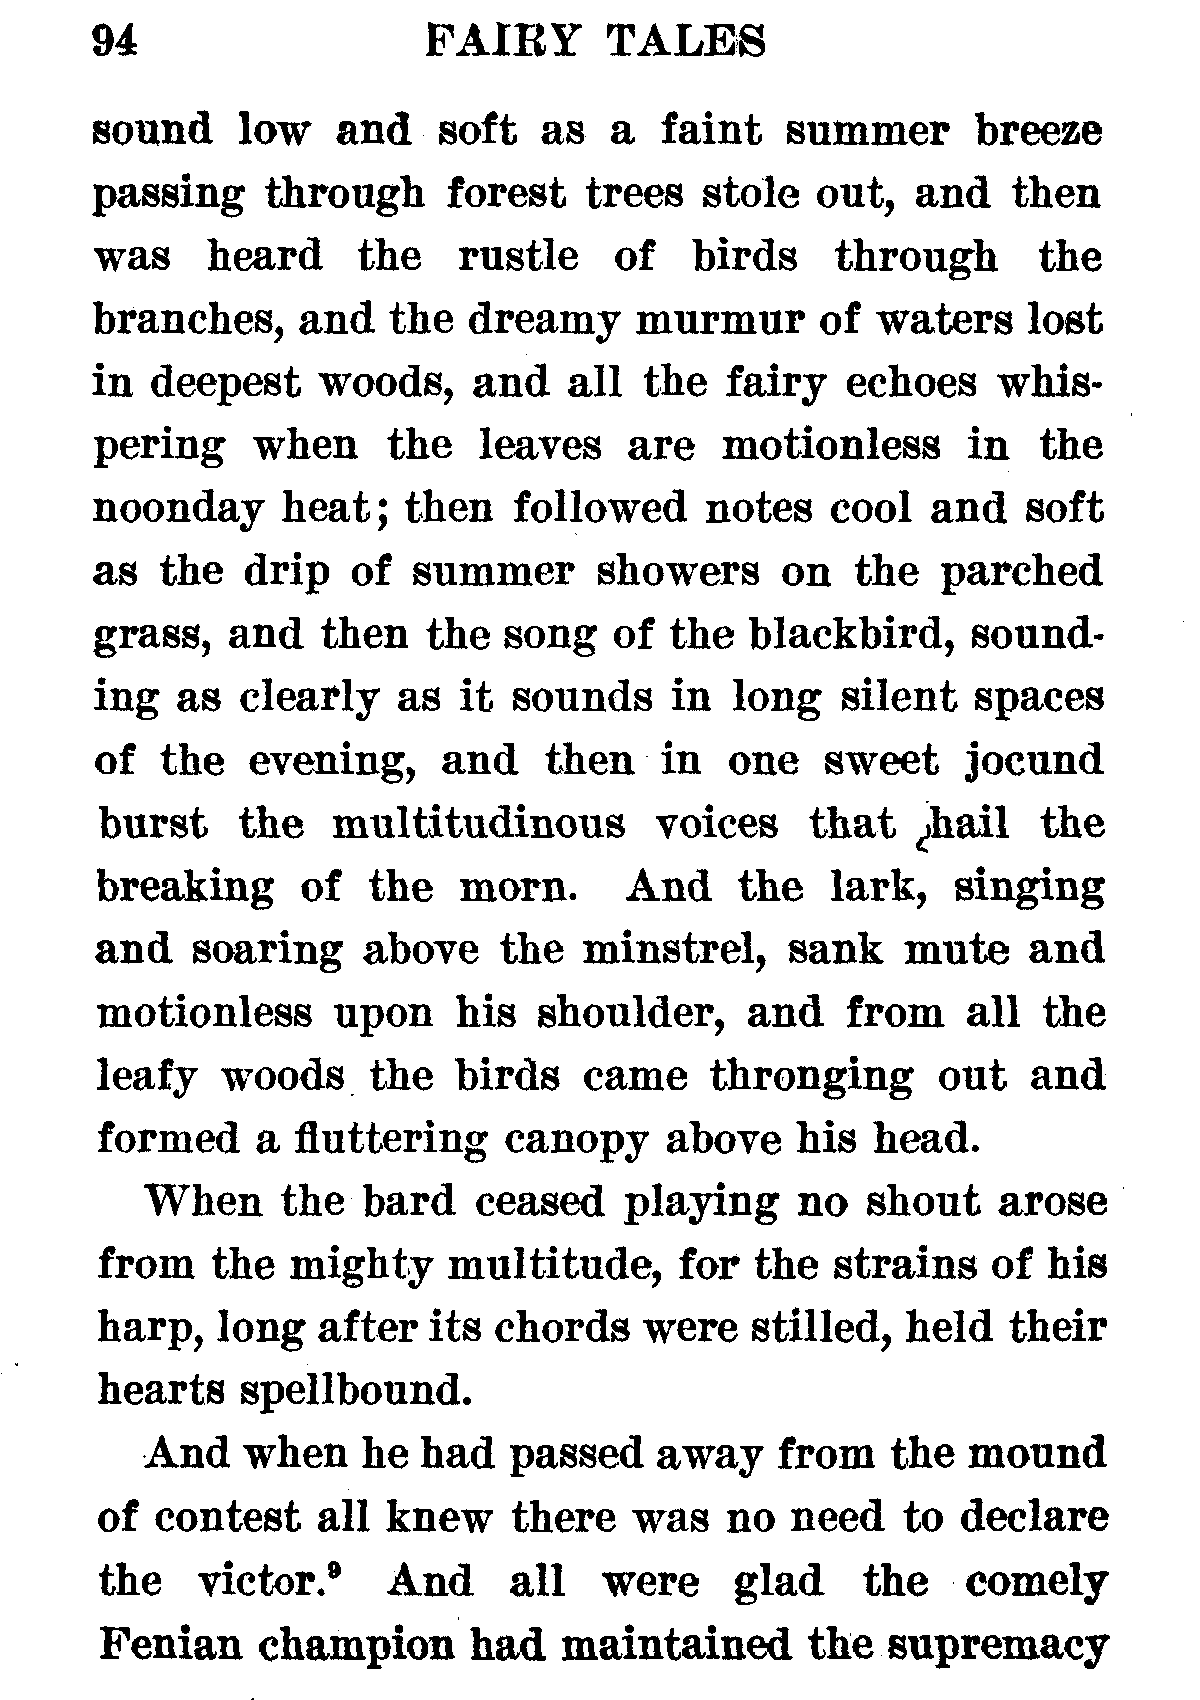 94 FAIRY TALES
sound low and soft as a faint summer breeze
passing through forest trees stole out, and then
was heard the rustle of birds through the
branches, and the dreamy murmur of waters lost
in deepest woods, and all the fairy echoes whis-
pering when the leaves are motionless in the
noonday heat; then followed notes cool and soft
as the drip of summer showers on the parched
grass, and then the song of the blackbird, sound-
ing as clearly as it sounds in long silent spaces
of the evening, and then in one sweet jocund
burst the multitudinous voices that hail the
breaking of the morn. And the lark, singing
and soaring above the minstrel, sank mute and
motionless upon his shoulder, and from all the
leafy woods the birds came thronging out and
formed a fluttering canopy above his head.
When the bard ceased playing no shout arose
from the mighty multitude, for the strains of his
harp, long after its chords were stilled, held their
hearts spellbound.
And when he had passed away from the mound
of contest all knew there was no need to declare
the victor.⁹ And all were glad the comely
Fenian champion had maintained the supremacy